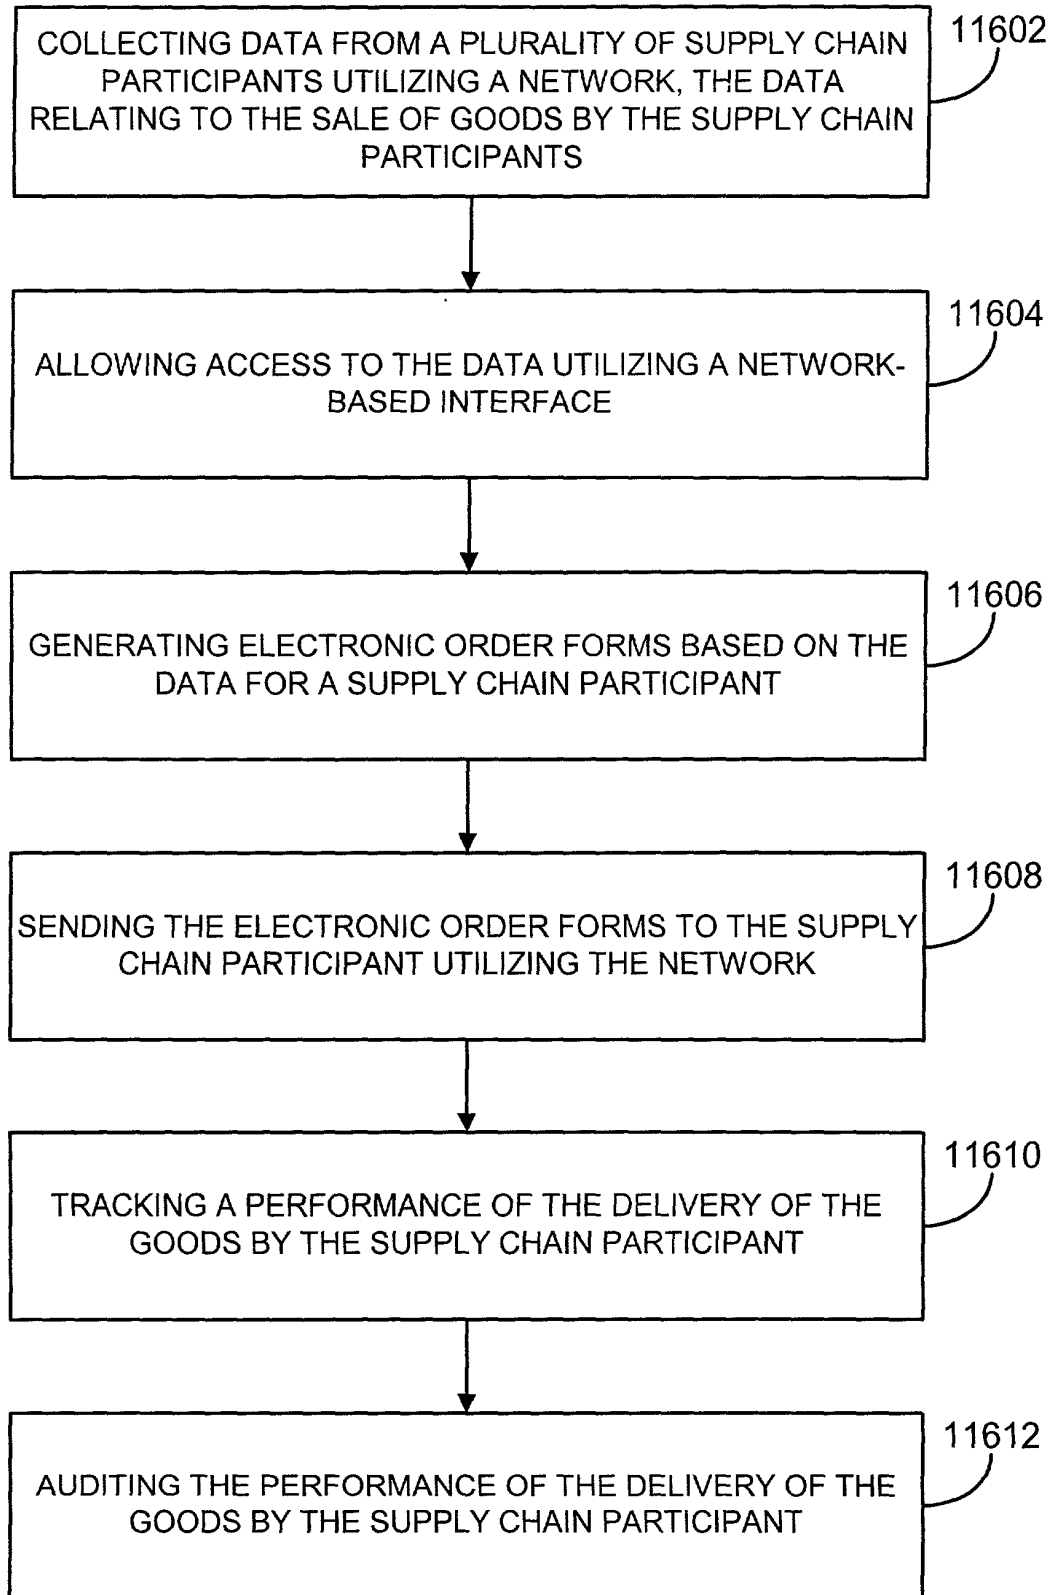 COLLECTING DATA FROM A PLURALITY OF SUPPLY CHAIN
PARTICIPANTS UTILIZING A NETWORK, THE DATA
RELATING TO THE SALE OF GOODS BY THE SUPPLY CHAIN
PARTICIPANTS
11602
ALLOWING ACCESS TO THE DATA UTILIZING A NETWORK-
BASED INTERFACE
11604
GENERATING ELECTRONIC ORDER FORMS BASED ON THE
DATA FOR A SUPPLY CHAIN PARTICIPANT
11606
SENDING THE ELECTRONIC ORDER FORMS TO THE SUPPLY
CHAIN PARTICIPANT UTILIZING THE NETWORK
11608
TRACKING A PERFORMANCE OF THE DELIVERY OF THE
GOODS BY THE SUPPLY CHAIN PARTICIPANT
11610
AUDITING THE PERFORMANCE OF THE DELIVERY OF THE
GOODS BY THE SUPPLY CHAIN PARTICIPANT
11612